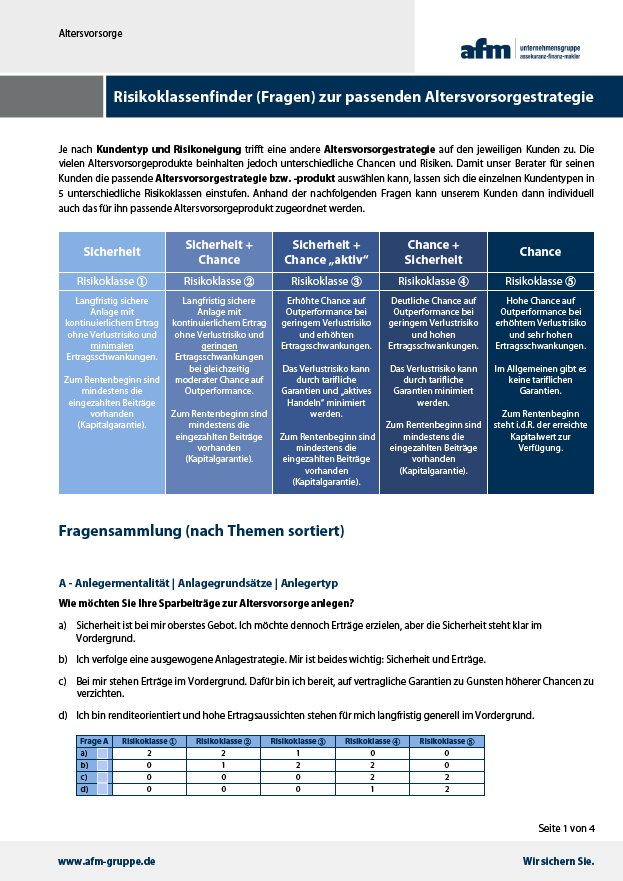 Altersvorsorge
afm unternehmensgruppe
assekuranz-finanz-makler
Risikoklassenfinder (Fragen) zur passenden Altersvorsorgestrategie
Je nach Kundentyp und Risikoneigung trifft eine andere Altersvorsorgestrategie auf den jeweiligen Kunden zu. Die
vielen Altersvorsorgeprodukte beinhalten jedoch unterschiedliche Chancen und Risiken. Damit unser Berater für seinen
Kunden die passende Altersvorsorgestrategie bzw. -produkt auswählen kann, lassen sich die einzelnen Kundentypen in
5 unterschiedliche Risikoklassen einstufen. Anhand der nachfolgenden Fragen kann unserem Kunden dann individuell
auch das für ihn passende Altersvorsorgeprodukt zugeordnet werden.
Sicherheit
Risikoklasse ①
Langfristig sichere
Anlage mit
kontinuierlichem Ertrag
ohne Verlustrisiko und
minimalen
Ertragsschwankungen.
Zum Rentenbeginn sind
mindestens die
eingezahlten Beiträge
vorhanden
(Kapitalgarantie).
Sicherheit +
Chance
Risikoklasse ②
Langfristig sichere
Anlage mit
kontinuierlichem Ertrag
ohne Verlustrisiko und
geringen
Ertragsschwankungen
bei gleichzeitig
moderater Chance auf
Outperformance.
Zum Rentenbeginn sind
mindestens die
eingezahlten Beiträge
vorhanden
(Kapitalgarantie).
Sicherheit +
Chance „aktiv“
Risikoklasse ③
Erhöhte Chance auf
Outperformance bei
geringem Verlustrisiko
und erhöhten
Ertragsschwankungen.
Das Verlustrisiko kann
durch tarifliche
Garantien und „aktives
Handeln“ minimiert
werden.
Zum Rentenbeginn sind
mindestens die
eingezahlten Beiträge
vorhanden
(Kapitalgarantie).
Chance +
Sicherheit
Risikoklasse ④
Deutliche Chance auf
Outperformance bei
geringem Verlustrisiko
und hohen
Ertragsschwankungen.
Das Verlustrisiko kann
durch tarifliche
Garantien minimiert
werden.
Zum Rentenbeginn sind
mindestens die
eingezahlten Beiträge
vorhanden
(Kapitalgarantie).
Chance
Risikoklasse ⑤
Hohe Chance auf
Outperformance bei
erhöhtem Verlustrisiko
und sehr hohen
Ertragsschwankungen.
Im Allgemeinen gibt es
keine tariflichen
Garantien.
Zum Rentenbeginn
steht i.d.R. der erreichte
Kapitalwert zur
Verfügung.
Fragensammlung (nach Themen sortiert)
A - Anlegermentalität | Anlagegrundsätze | Anlegertyp
Wie möchten Sie Ihre Sparbeiträge zur Altersvorsorge anlegen?
a) Sicherheit ist bei mir oberstes Gebot. Ich möchte dennoch Erträge erzielen, aber die Sicherheit steht klar im
Vordergrund.
b) Ich verfolge eine ausgewogene Anlagestrategie. Mir ist beides wichtig: Sicherheit und Erträge.
c) Bei mir stehen Erträge im Vordergrund. Dafür bin ich bereit, auf vertragliche Garantien zu Gunsten höherer Chancen zu
verzichten.
d) Ich bin renditeorientiert und hohe Ertragsaussichten stehen für mich langfristig generell im Vordergrund.
Frage A Risikoklasse ① Risikoklasse ② Risikoklasse ③ Risikoklasse ④ Risikoklasse ⑤
a) 2 2 1 0 0
b) 0 1 2 2 0
c) 0 0 0 2 2
d) 0 0 0 1 2
Seite 1 von 4
www.afm-gruppe.de
Wir sichern Sie.